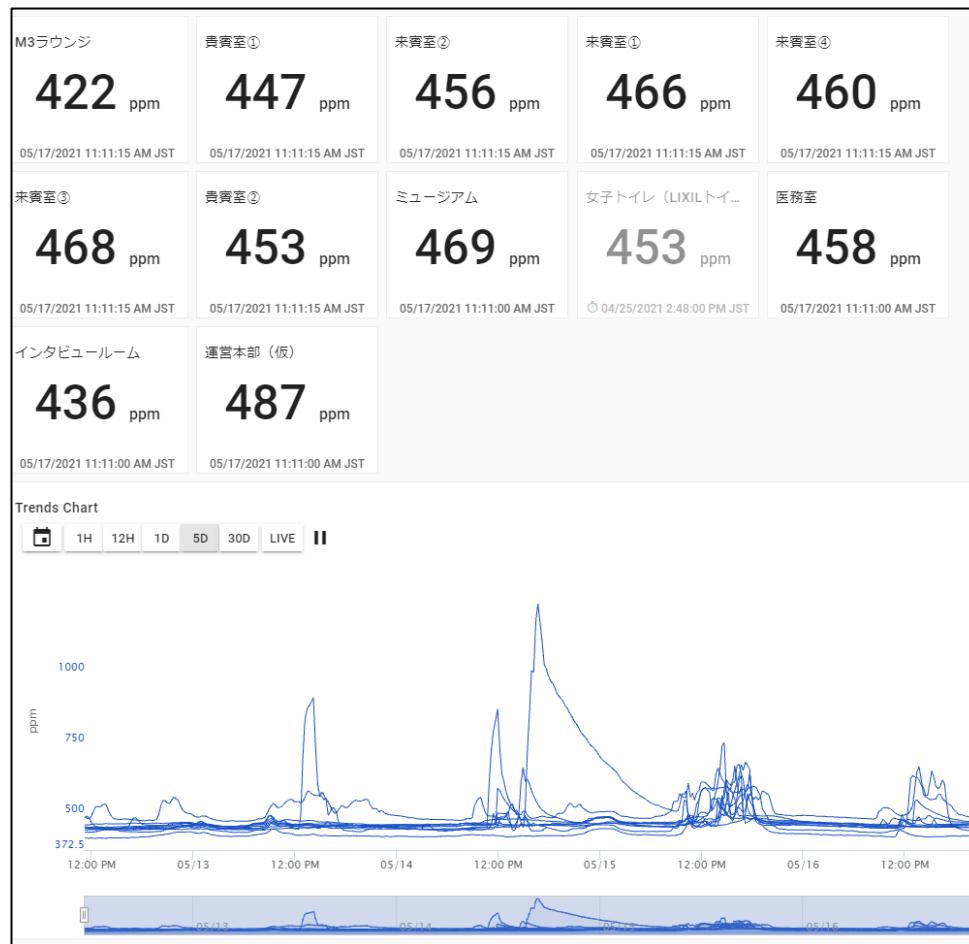 M3ラウンジ
422 ppm
05/17/2021 11:11:15 AM JST
貴賓室①
447 ppm
05/17/2021 11:11:15 AM JST
来賓室②
456 ppm
05/17/2021 11:11:15 AM JST
来賓室①
466 ppm
05/17/2021 11:11:15 AM JST
来賓室④
460 ppm
05/17/2021 11:11:15 AM JST
来賓室③
468 ppm
05/17/2021 11:11:15 AM JST
貴賓室②
453 ppm
05/17/2021 11:11:15 AM JST
ミュージアム
469 ppm
05/17/2021 11:11:00 AM JST
女子トイレ（LIXILトイ...
453 ppm
04/25/2021 2:48:00 PM JST
医務室
458 ppm
05/17/2021 11:11:00 AM JST
インタビュールーム
436 ppm
05/17/2021 11:11:00 AM JST
運営本部（仮）
487 ppm
05/17/2021 11:11:00 AM JST
Trends Chart
1H 12H 1D 5D 30D LIVE
1000
ppm
750
500
372.5
12:00 PM 05/13 12:00 PM 05/14 12:00 PM 05/15 12:00 PM 05/16 12:00 PM
05/13 05/14 05/15 05/16